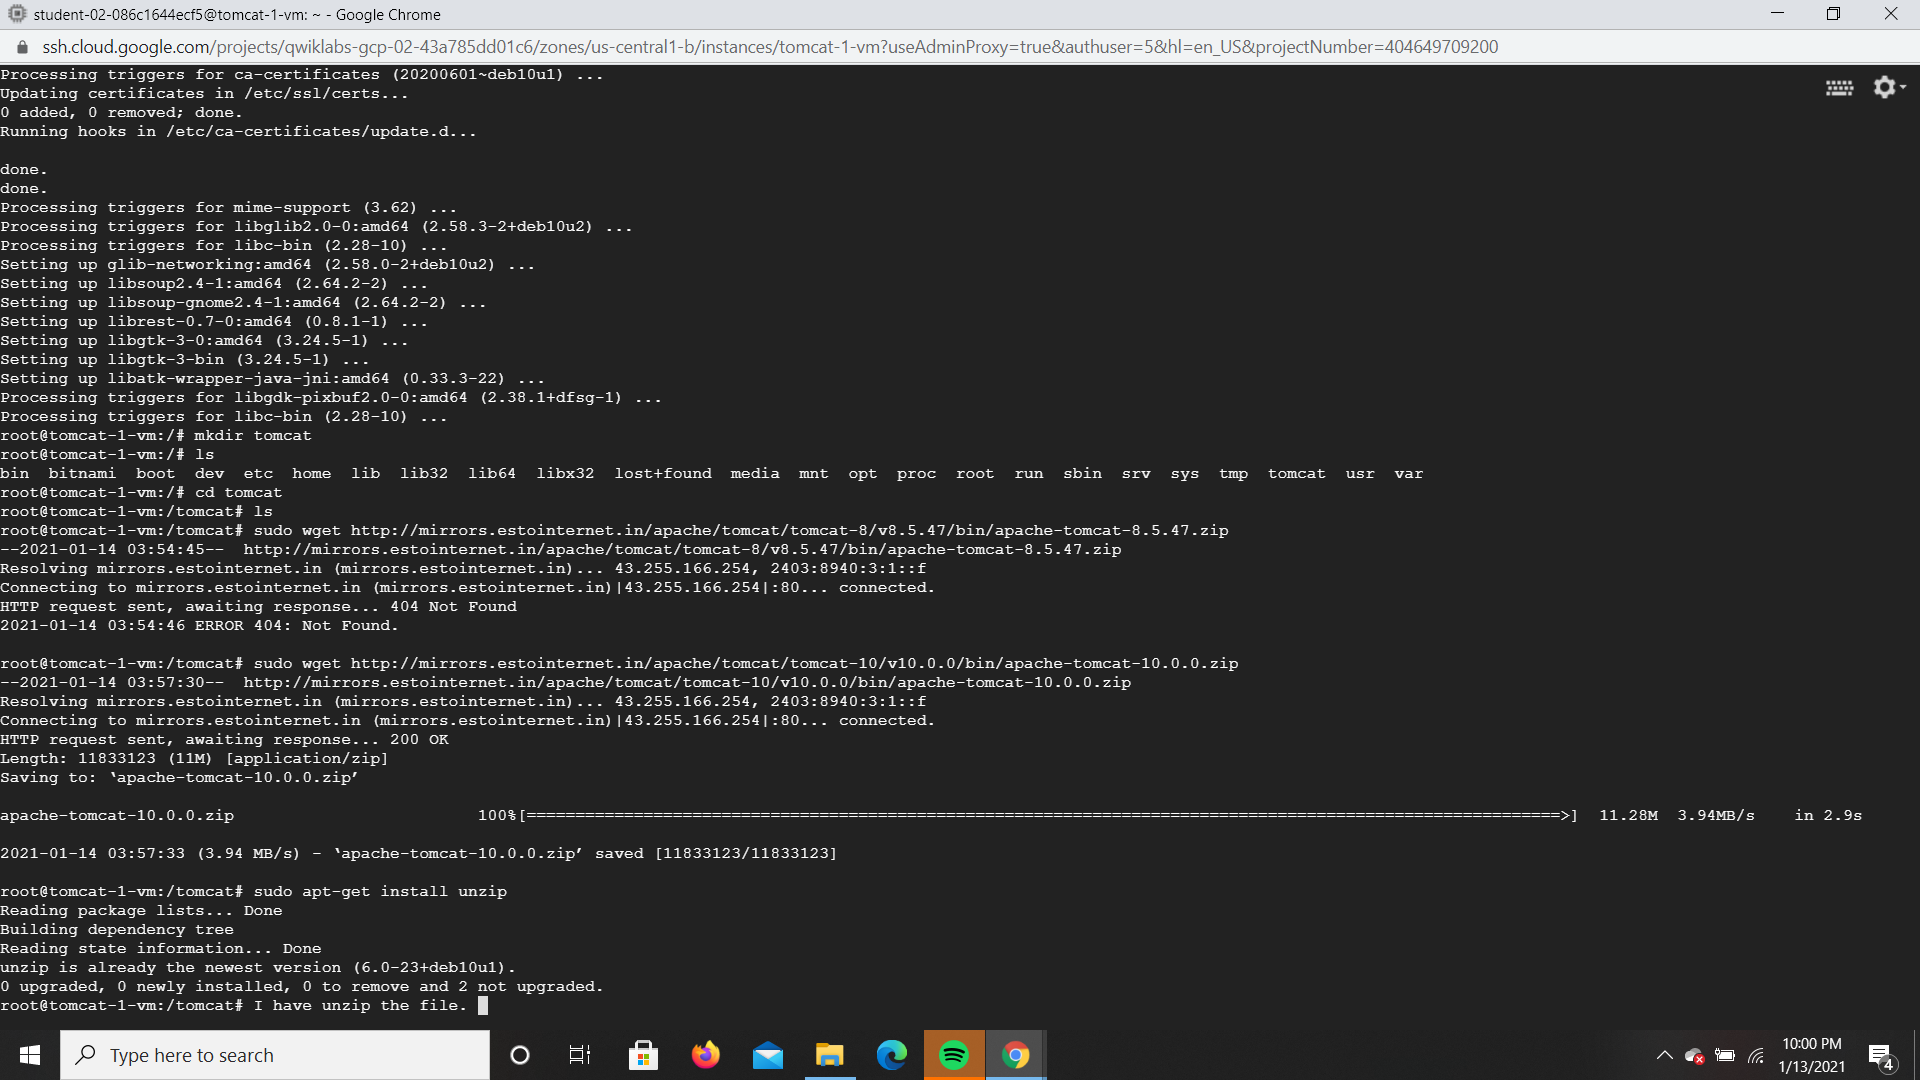 student-02-086c1644ecf5@tomcat-1-vm: ~ - Google Chrome
ssh.cloud.google.com/projects/qwiklabs-gcp-02-43a785dd01c6/zones/us-central1-b/instances/tomcat-1-vm?useAdminProxy=true&authuser=5&hl=en_US&projectNumber=404649709200
Processing triggers for ca-certificates (20200601~deb10u1) ...
Updating certificates in /etc/ssl/certs...
0 added, 0 removed; done.
Running hooks in /etc/ca-certificates/update.d...
done.
done.
Processing triggers for mime-support (3.62) ...
Processing triggers for libglib2.0-0:amd64 (2.58.3-2+deb10u2) ...
Processing triggers for libc-bin (2.28-10) ...
Setting up glib-networking:amd64 (2.58.0-2+deb10u2) ...
Setting up libsoup2.4-1:amd64 (2.64.2-2) ...
Setting up libsoup-gnome2.4-1:amd64 (2.64.2-2) ...
Setting up librest-0.7-0:amd64 (0.8.1-1) ...
Setting up libgtk-3-0:amd64 (3.24.5-1) ...
Setting up libgtk-3-bin (3.24.5-1) ...
Setting up libatk-wrapper-java-jni:amd64 (0.33.3-22) ...
Processing triggers for libgdk-pixbuf2.0-0:amd64 (2.38.1+dfsg-1) ...
Processing triggers for libc-bin (2.28-10) ...
root@tomcat-1-vm:/# mkdir tomcat
root@tomcat-1-vm:/# ls
bin  bitnami  boot  dev  etc  home  lib  lib32  lib64  libx32  lost+found  media  mnt  opt  proc  root  run  sbin  srv  sys  tmp  tomcat  usr  var
root@tomcat-1-vm:/# cd tomcat
root@tomcat-1-vm:/tomcat# ls
root@tomcat-1-vm:/tomcat# sudo wget http://mirrors.estointernet.in/apache/tomcat/tomcat-8/v8.5.47/bin/apache-tomcat-8.5.47.zip
--2021-01-14 03:54:45--  http://mirrors.estointernet.in/apache/tomcat/tomcat-8/v8.5.47/bin/apache-tomcat-8.5.47.zip
Resolving mirrors.estointernet.in (mirrors.estointernet.in)... 43.255.166.254, 2403:8940:3:1::f
Connecting to mirrors.estointernet.in (mirrors.estointernet.in)|43.255.166.254|:80... connected.
HTTP request sent, awaiting response... 404 Not Found
2021-01-14 03:54:46 ERROR 404: Not Found.
root@tomcat-1-vm:/tomcat# sudo wget http://mirrors.estointernet.in/apache/tomcat/tomcat-10/v10.0.0/bin/apache-tomcat-10.0.0.zip
--2021-01-14 03:57:30--  http://mirrors.estointernet.in/apache/tomcat/tomcat-10/v10.0.0/bin/apache-tomcat-10.0.0.zip
Resolving mirrors.estointernet.in (mirrors.estointernet.in)... 43.255.166.254, 2403:8940:3:1::f
Connecting to mirrors.estointernet.in (mirrors.estointernet.in)|43.255.166.254|:80... connected.
HTTP request sent, awaiting response... 200 OK
Length: 11833123 (11M) [application/zip]
Saving to: ‘apache-tomcat-10.0.0.zip’
apache-tomcat-10.0.0.zip 100%[==========================================================================================================>] 11.28M  3.94MB/s    in 2.9s
2021-01-14 03:57:33 (3.94 MB/s) - ‘apache-tomcat-10.0.0.zip’ saved [11833123/11833123]
root@tomcat-1-vm:/tomcat# sudo apt-get install unzip
Reading package lists... Done
Building dependency tree
Reading state information... Done
unzip is already the newest version (6.0-23+deb10u1).
0 upgraded, 0 newly installed, 0 to remove and 2 not upgraded.
root@tomcat-1-vm:/tomcat# I have unzip the file.
Type here to search
10:00 PM
1/13/2021
4